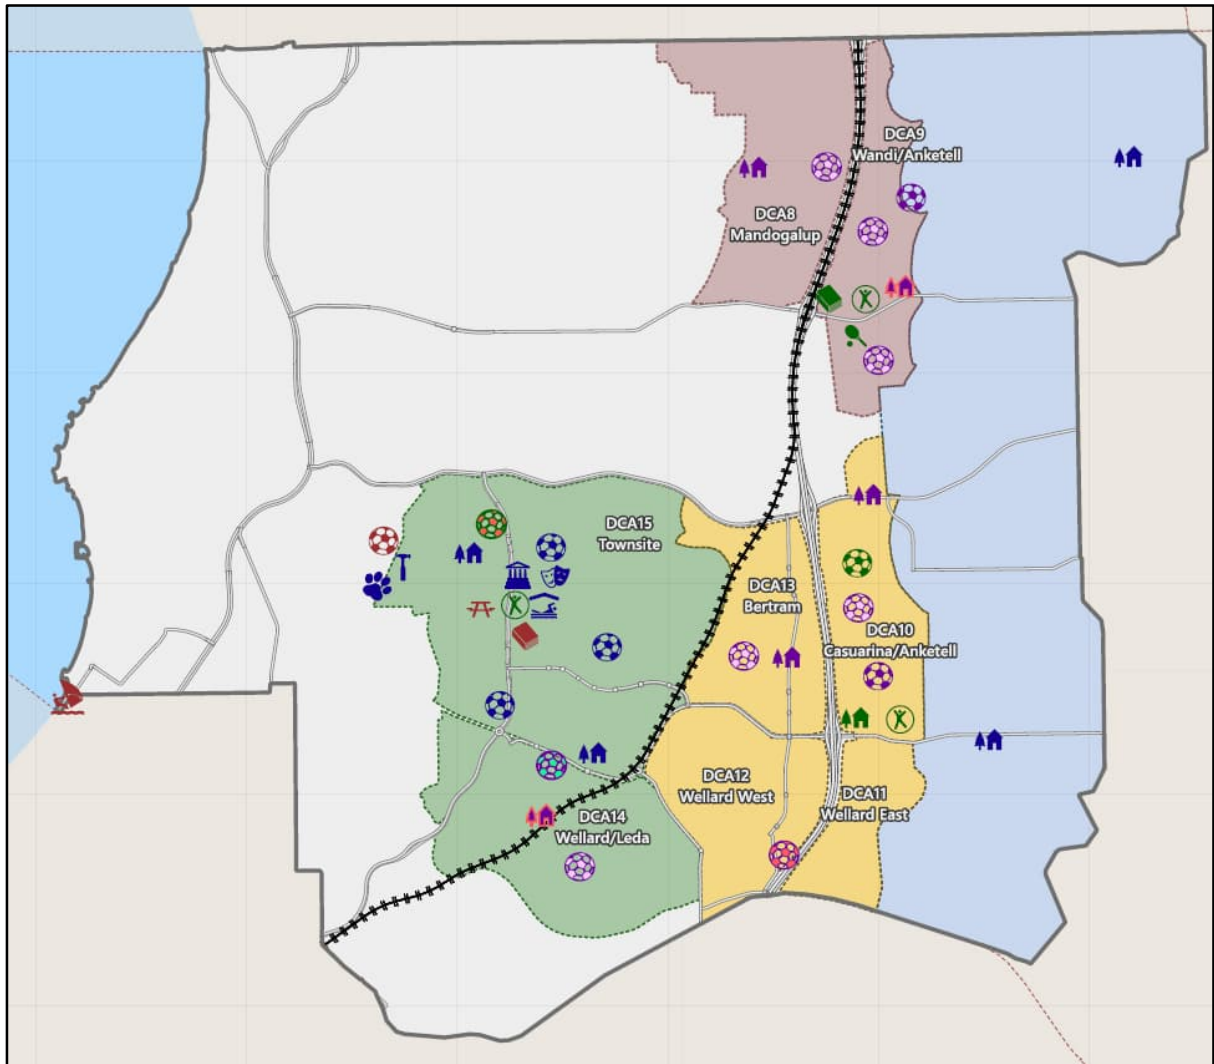 DCA9
Wandi/Anketell
DCA8
Mandogalup
DCA15
Townsite
DCA13
Bertram
DCA10
Casuarina/Anketell
DCA12
Wellard West
DCA11
Wellard East
DCA14
Wellard/Leda